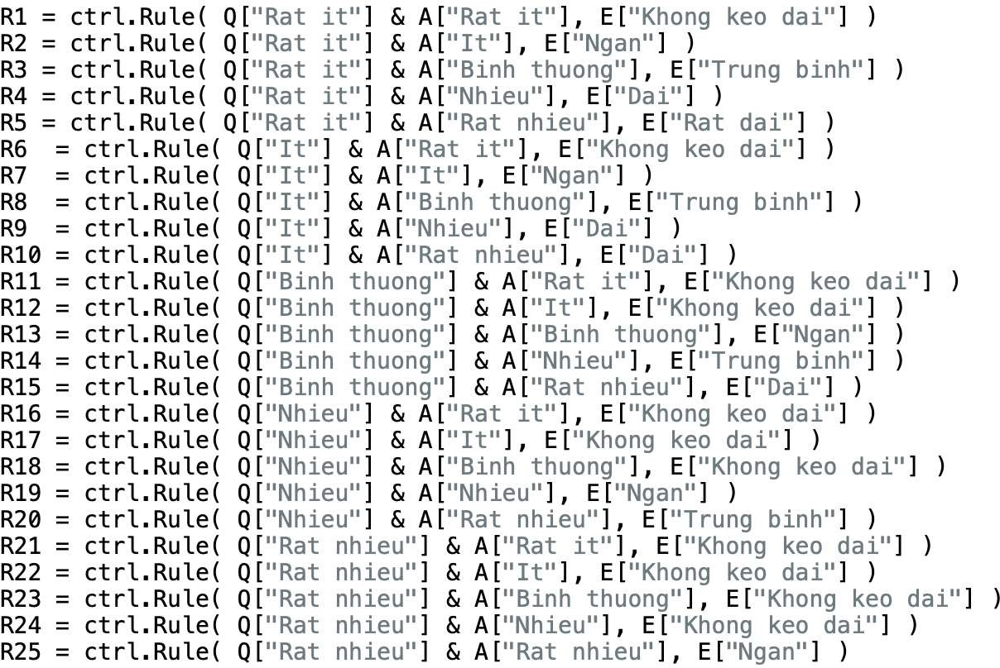 R1 = ctrl.Rule( Q["Rat it"] & A["Rat it"], E["Khong keo dai"] )
R2 = ctrl.Rule( Q["Rat it"] & A["It"], E["Ngan"] )
R3 = ctrl.Rule( Q["Rat it"] & A["Binh thuong"], E["Trung binh"] )
R4 = ctrl.Rule( Q["Rat it"] & A["Nhieu"], E["Dai"] )
R5 = ctrl.Rule( Q["Rat it"] & A["Rat nhieu"], E["Rat dai"] )
R6  = ctrl.Rule( Q["It"] & A["Rat it"], E["Khong keo dai"] )
R7  = ctrl.Rule( Q["It"] & A["It"], E["Ngan"] )
R8  = ctrl.Rule( Q["It"] & A["Binh thuong"], E["Trung binh"] )
R9  = ctrl.Rule( Q["It"] & A["Nhieu"], E["Dai"] )
R10 = ctrl.Rule( Q["It"] & A["Rat nhieu"], E["Dai"] )
R11 = ctrl.Rule( Q["Binh thuong"] & A["Rat it"], E["Khong keo dai"] )
R12 = ctrl.Rule( Q["Binh thuong"] & A["It"], E["Khong keo dai"] )
R13 = ctrl.Rule( Q["Binh thuong"] & A["Binh thuong"], E["Ngan"] )
R14 = ctrl.Rule( Q["Binh thuong"] & A["Nhieu"], E["Trung binh"] )
R15 = ctrl.Rule( Q["Binh thuong"] & A["Rat nhieu"], E["Dai"] )
R16 = ctrl.Rule( Q["Nhieu"] & A["Rat it"], E["Khong keo dai"] )
R17 = ctrl.Rule( Q["Nhieu"] & A["It"], E["Khong keo dai"] )
R18 = ctrl.Rule( Q["Nhieu"] & A["Binh thuong"], E["Khong keo dai"] )
R19 = ctrl.Rule( Q["Nhieu"] & A["Nhieu"], E["Ngan"] )
R20 = ctrl.Rule( Q["Nhieu"] & A["Rat nhieu"], E["Trung binh"] )
R21 = ctrl.Rule( Q["Rat nhieu"] & A["Rat it"], E["Khong keo dai"] )
R22 = ctrl.Rule( Q["Rat nhieu"] & A["It"], E["Khong keo dai"] )
R23 = ctrl.Rule( Q["Rat nhieu"] & A["Binh thuong"], E["Khong keo dai"] )
R24 = ctrl.Rule( Q["Rat nhieu"] & A["Nhieu"], E["Khong keo dai"] )
R25 = ctrl.Rule( Q["Rat nhieu"] & A["Rat nhieu"], E["Ngan"] )